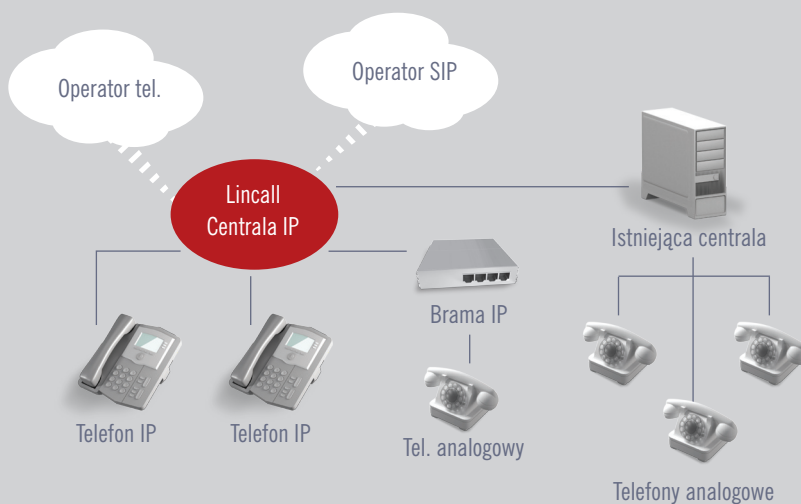 Operator tel.
Operator SIP
Lincall
Centrala IP
Istniejąca centrala
Brama IP
Telefon IP
Telefon IP
Tel. analogowy
Telefony analogowe